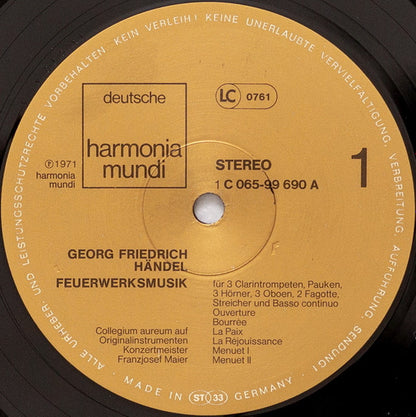 ALLE URHEBER- UND LEISTUNGSSCHUTZRECHTE VORBEHALTEN. KEIN VERLEIH! KEINE UNERLAUBTE VERVIELFÄLTIGUNG, VERBREITUNG, AUFFÜHRUNG, SENDUNG!
deutsche
harmonia
mundi
LC 0761
℗ 1971
harmonia
mundi
STEREO
1 C 065-99 690 A
1
GEORG FRIEDRICH
HÄNDEL
FEUERWERKSMUSIK
für 3 Clarintrompeten, Pauken,
3 Hörner, 3 Oboen, 2 Fagotte,
Streicher und Basso continuo
Ouverture
Bourrée
La Paix
La Réjouissance
Menuet I
Menuet II
Collegium aureum auf
Originalinstrumenten
Konzertmeister
Franzjosef Maier
MADE IN GERMANY
ST 33